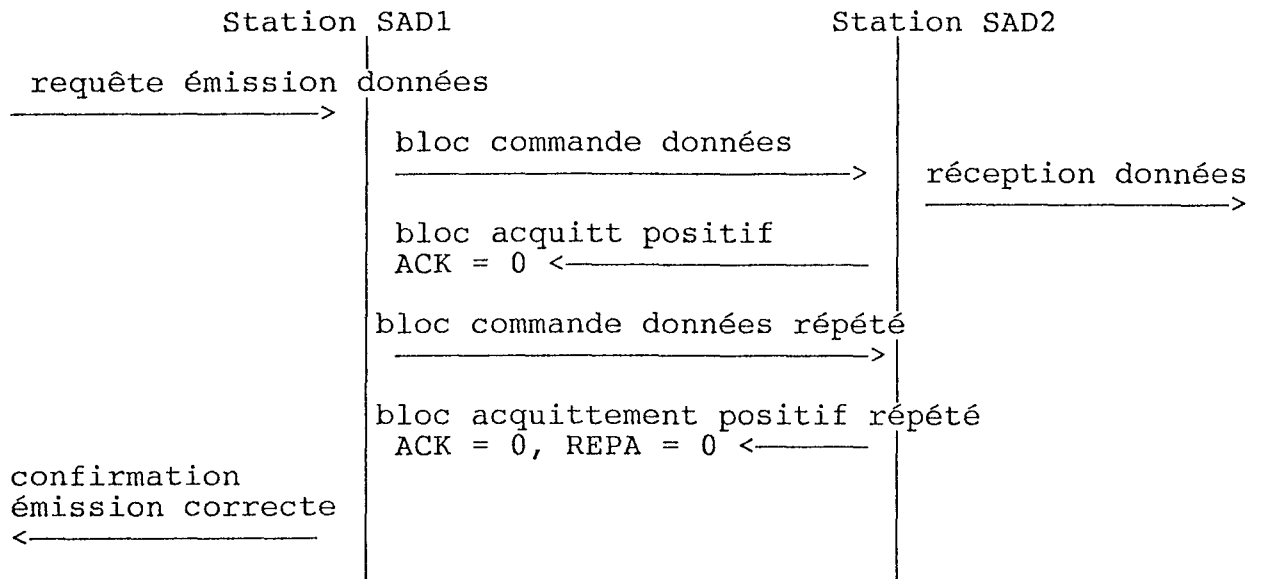 Station SAD1 Station SAD2
requête émission données
bloc commande données
réception données
bloc acquitt positif
ACK = 0
bloc commande données répété
bloc acquittement positif répété
ACK = 0, REPA = 0
confirmation
émission correcte